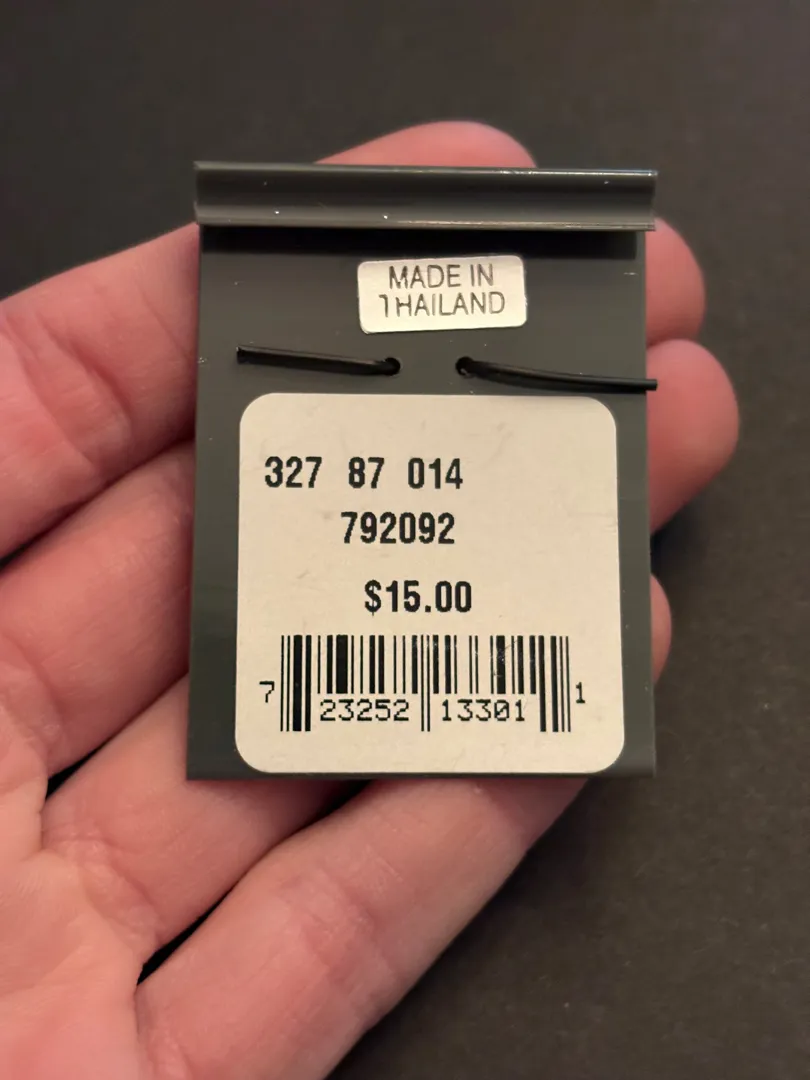 MADE IN
THAILAND
327 87 014
792092
$15.00
7 23252 13301 1